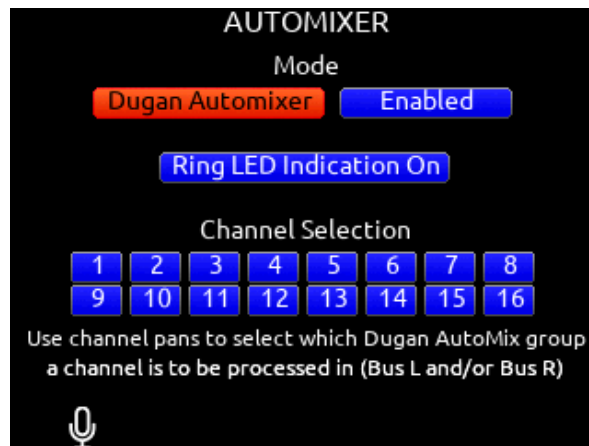 AUTOMIXER
Mode
Dugan Automixer Enabled
Ring LED Indication On
Channel Selection
1 2 3 4 5 6 7 8
9 10 11 12 13 14 15 16
Use channel pans to select which Dugan AutoMix group
a channel is to be processed in (Bus L and/or Bus R)